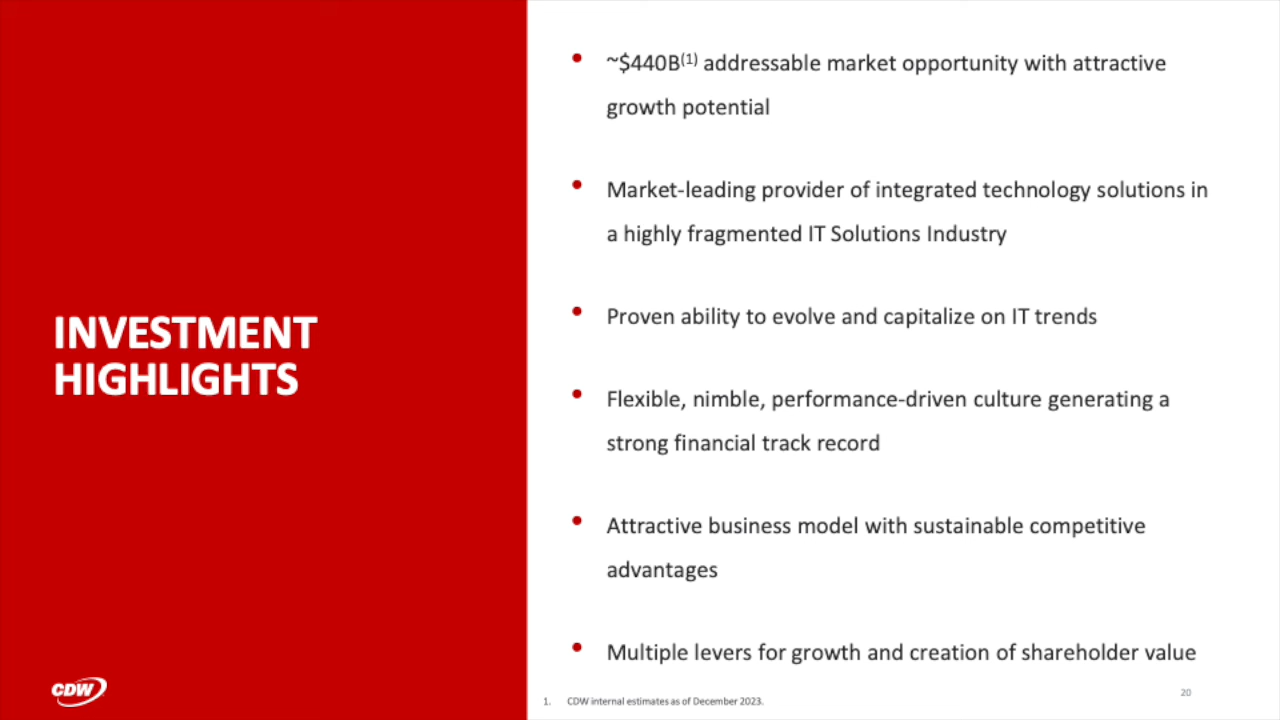 INVESTMENT
HIGHLIGHTS
• ~$440B(1) addressable market opportunity with attractive
growth potential
• Market-leading provider of integrated technology solutions in
a highly fragmented IT Solutions Industry
• Proven ability to evolve and capitalize on IT trends
• Flexible, nimble, performance-driven culture generating a
strong financial track record
• Attractive business model with sustainable competitive
advantages
• Multiple levers for growth and creation of shareholder value
CDW
1. CDW internal estimates as of December 2023.
20